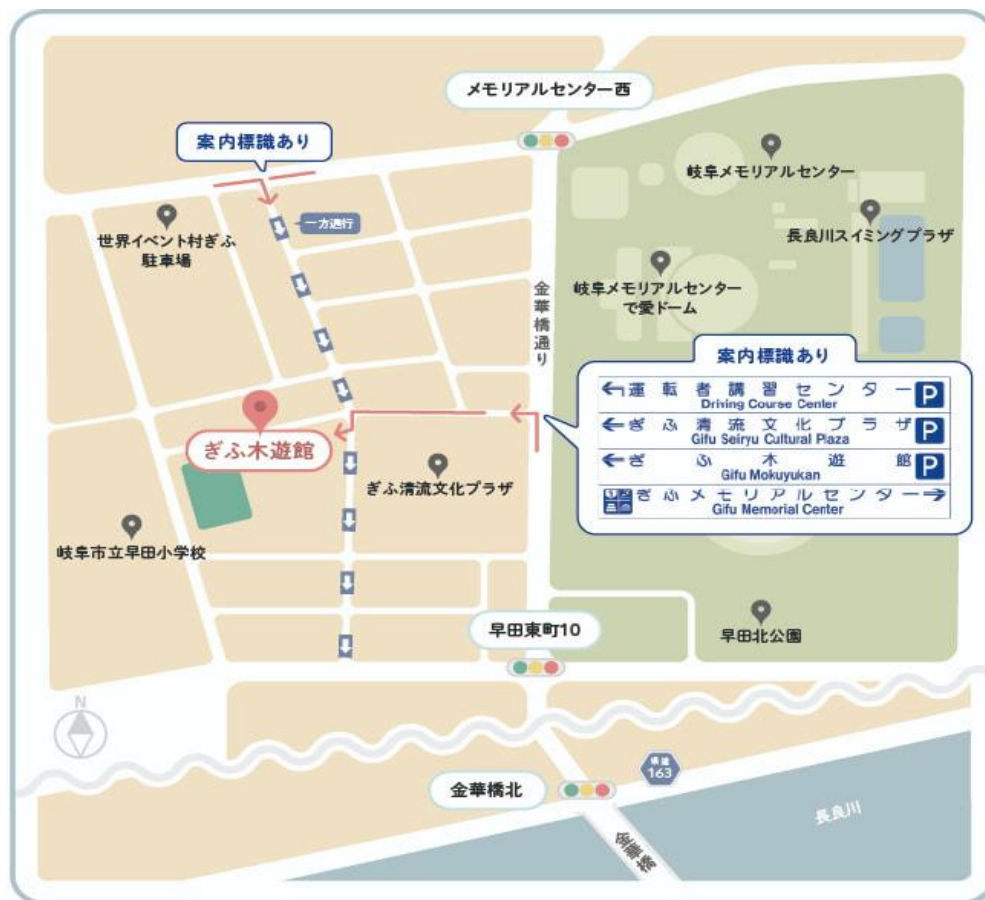 メモリアルセンター西
案内標識あり
岐阜メモリアルセンター
一方通行
世界イベント村ぎふ
駐車場
長良川スイミングプラザ
岐阜メモリアルセンター
で愛ドーム
金華橋通り
案内標識あり
運転者講習センター P
Driving Course Center
ぎふ清流文化プラザ P
Gifu Seiryu Cultural Plaza
ぎふ木遊館 P
Gifu Mokuyukan
ぎふメモリアルセンター
Gifu Memorial Center
ぎふ木遊館
ぎふ清流文化プラザ
岐阜市立早田小学校
早田東町10
早田北公園
N
県道
163
金華橋北
長良川
金華橋